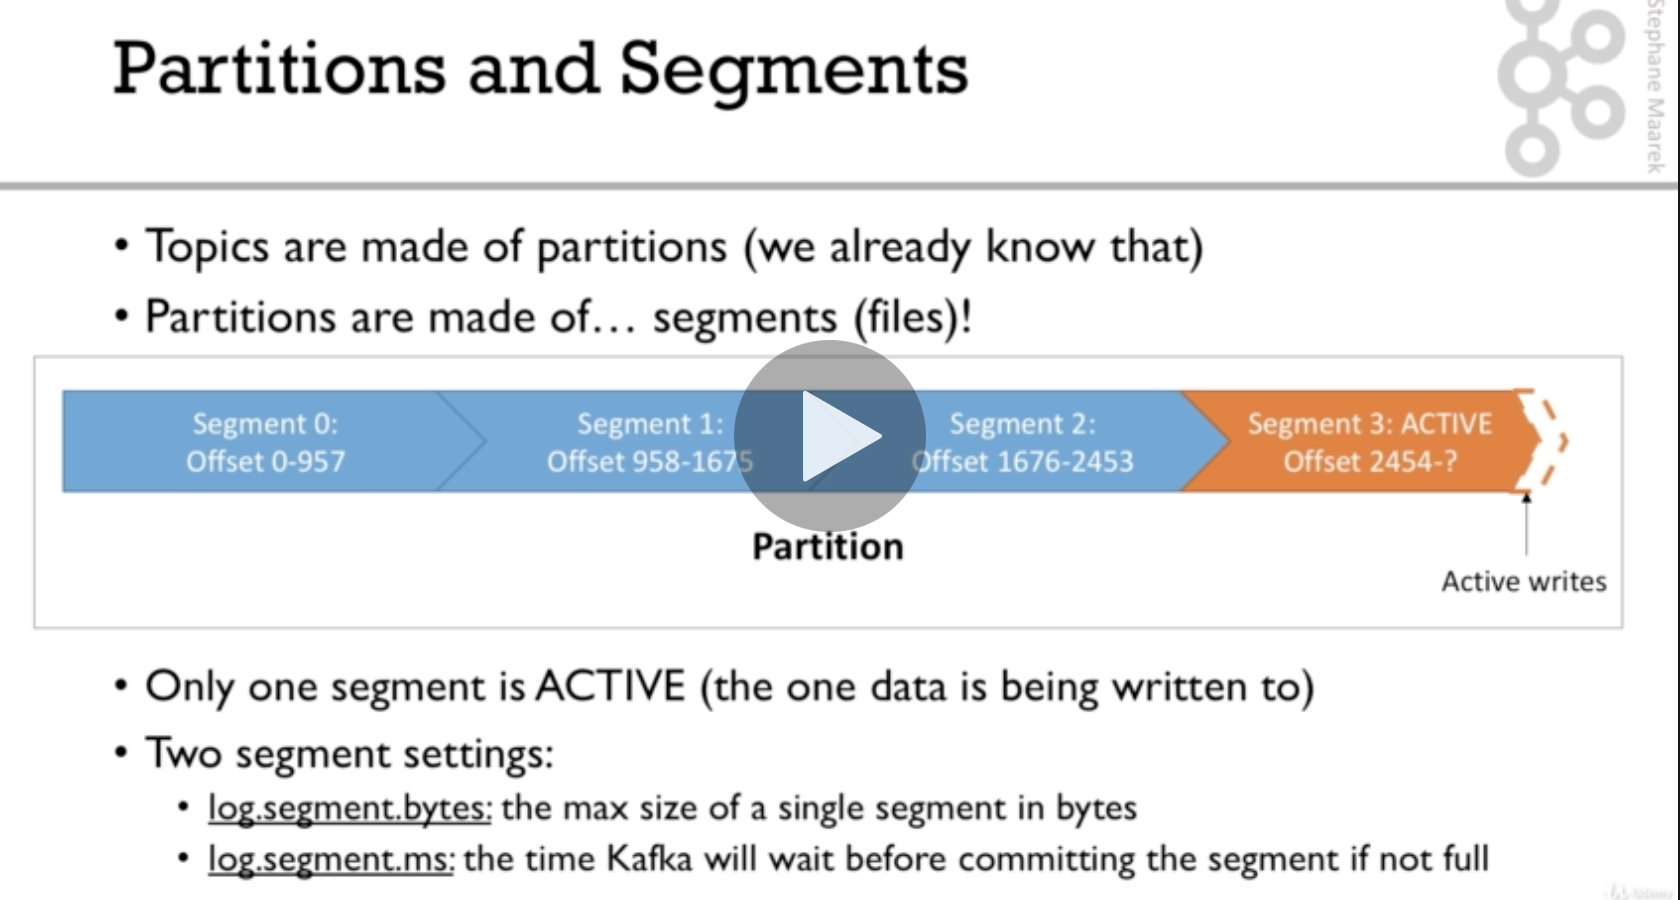 Partitions and Segments
Stephane Maarek
• Topics are made of partitions (we already know that)
• Partitions are made of… segments (files)!
Segment 0:
Offset 0-957
Segment 1:
Offset 958-1675
Segment 2:
Offset 1676-2453
Segment 3: ACTIVE
Offset 2454-?
Partition
Active writes
• Only one segment is ACTIVE (the one data is being written to)
• Two segment settings:
• log.segment.bytes: the max size of a single segment in bytes
• log.segment.ms: the time Kafka will wait before committing the segment if not full